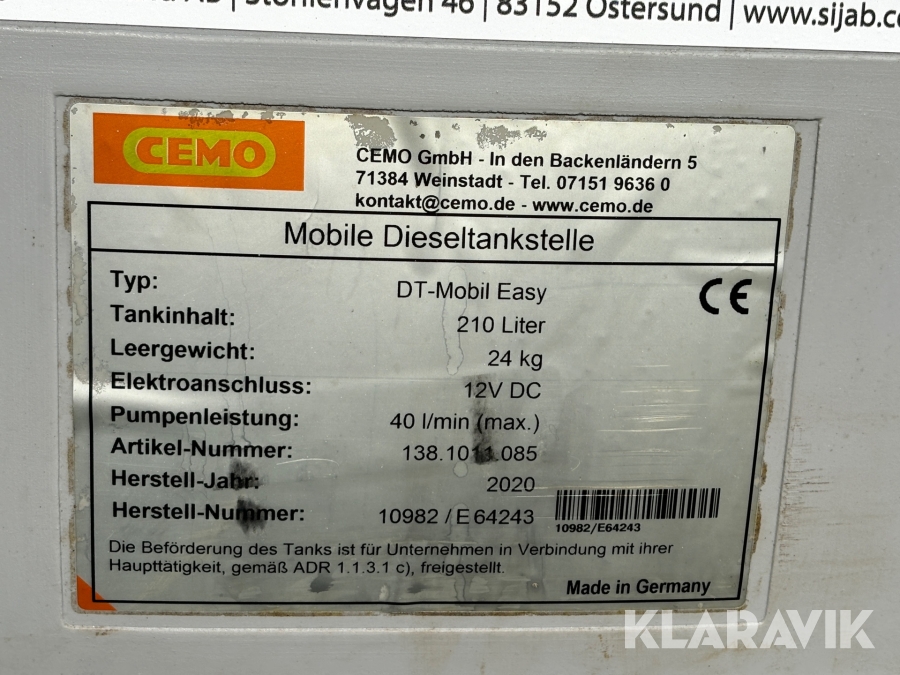 AB | Stohlenvägen 46 | 83152 Östersund | www.sijab.co
CEMO
CEMO GmbH - In den Backenländern 5
71384 Weinstadt - Tel. 07151 9636 0
kontakt@cemo.de - www.cemo.de
Mobile Dieseltankstelle
Typ: DT-Mobil Easy
CE
Tankinhalt: 210 Liter
Leergewicht: 24 kg
Elektroanschluss: 12V DC
Pumpenleistung: 40 l/min (max.)
Artikel-Nummer: 138.1011.085
Herstell-Jahr: 2020
Herstell-Nummer: 10982 / E 64243
10982/E64243
Die Beförderung des Tanks ist für Unternehmen in Verbindung mit ihrer
Haupttätigkeit, gemäß ADR 1.1.3.1 c), freigestellt.
Made in Germany
KLARAVIK